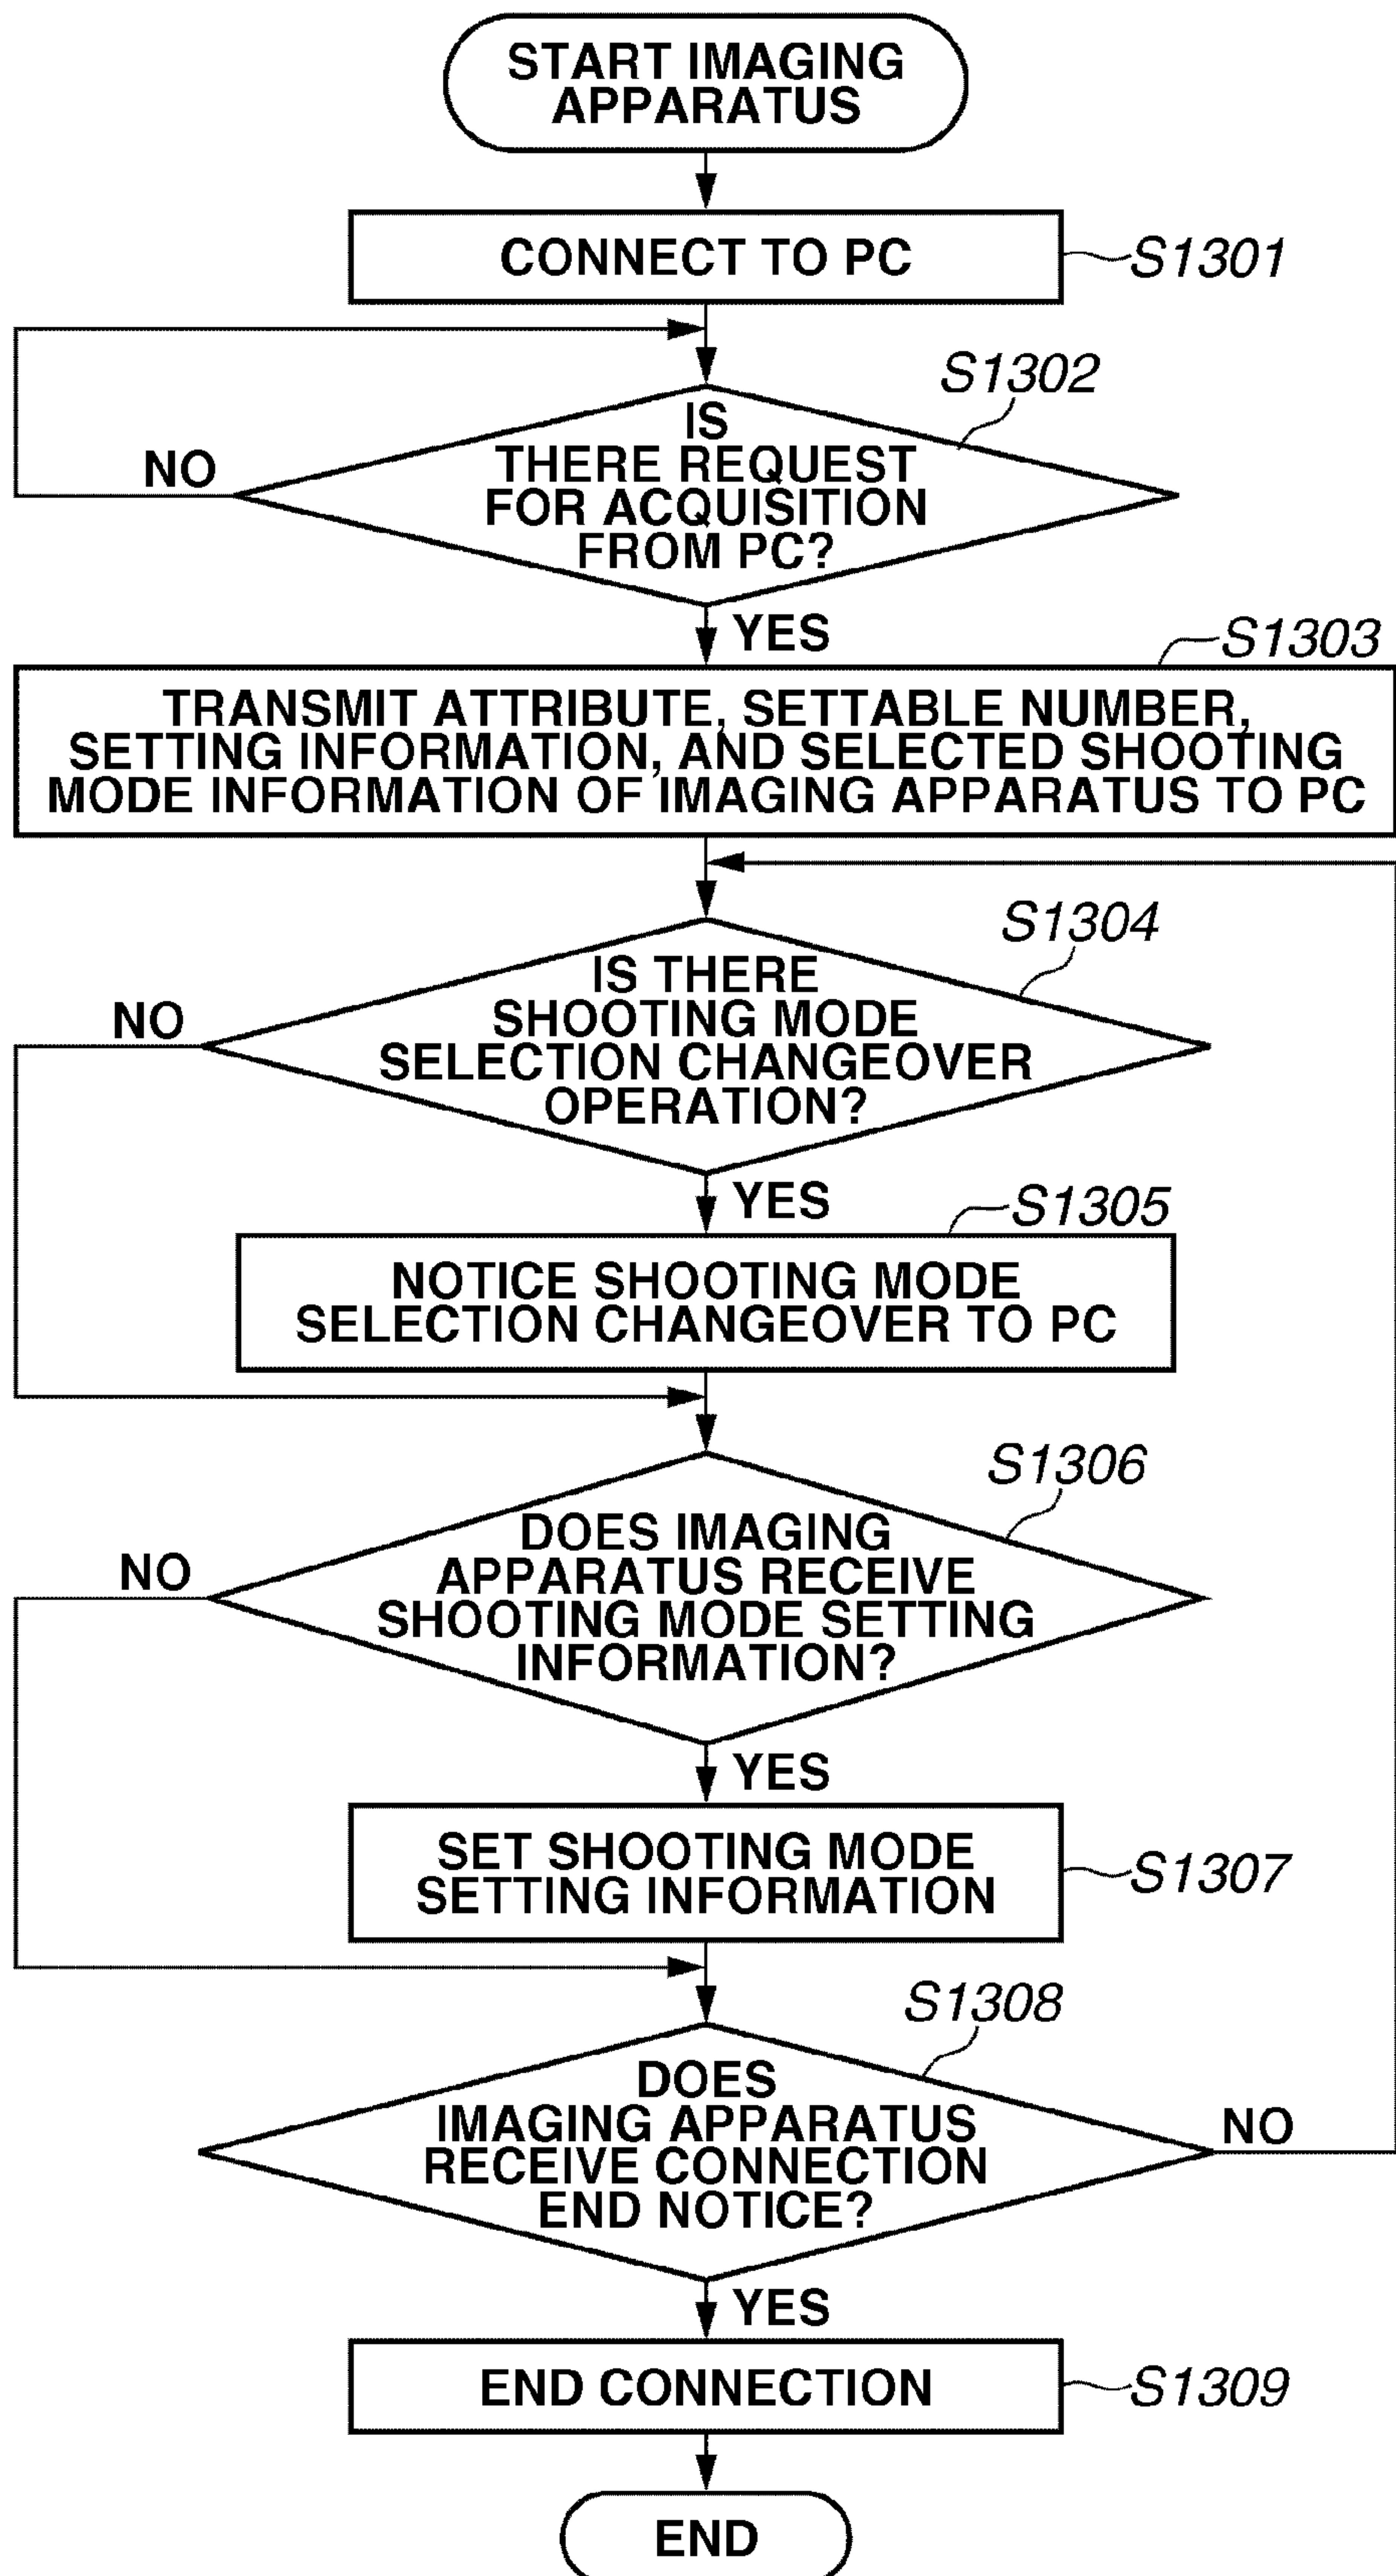 START IMAGING
APPARATUS
CONNECT TO PC
S1301
S1302
IS
THERE REQUEST
FOR ACQUISITION
FROM PC?
NO
YES
S1303
TRANSMIT ATTRIBUTE, SETTABLE NUMBER,
SETTING INFORMATION, AND SELECTED SHOOTING
MODE INFORMATION OF IMAGING APPARATUS TO PC
S1304
IS THERE
SHOOTING MODE
SELECTION CHANGEOVER
OPERATION?
NO
YES
S1305
NOTICE SHOOTING MODE
SELECTION CHANGEOVER TO PC
S1306
DOES IMAGING
APPARATUS RECEIVE
SHOOTING MODE SETTING
INFORMATION?
NO
YES
SET SHOOTING MODE
SETTING INFORMATION
S1307
S1308
DOES
IMAGING APPARATUS
RECEIVE CONNECTION
END NOTICE?
NO
YES
END CONNECTION
S1309
END